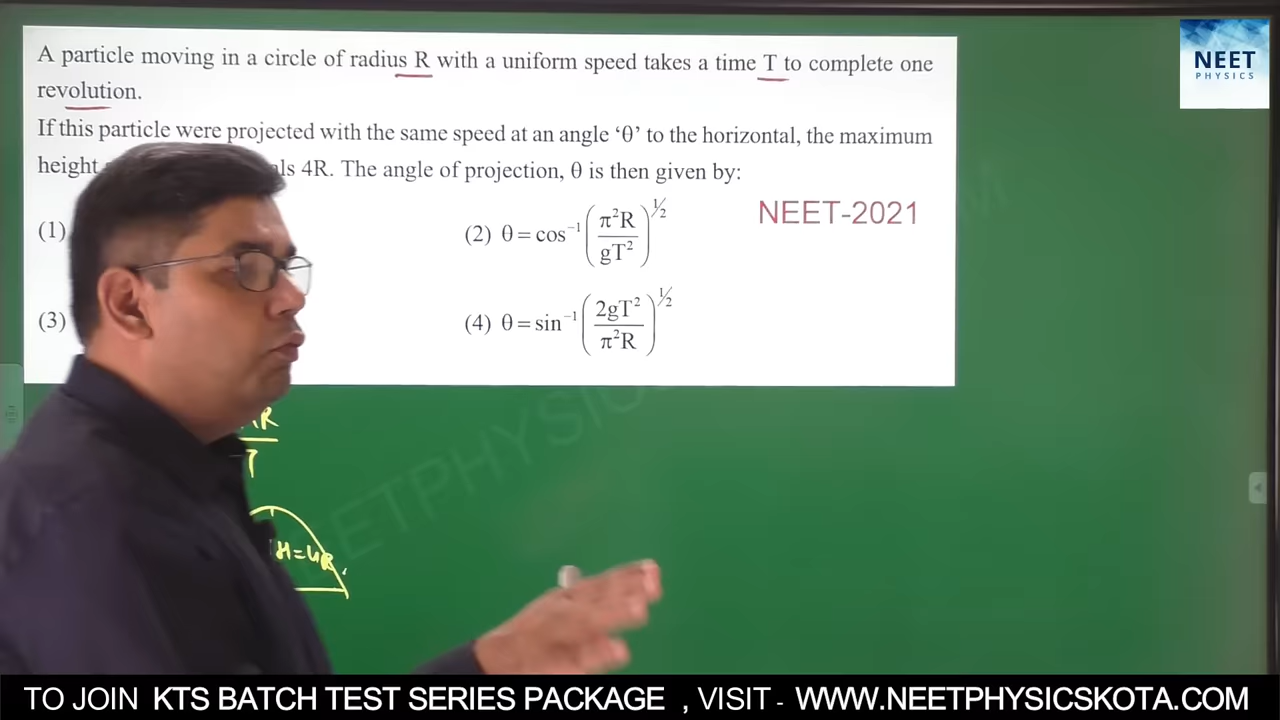 A particle moving in a circle of radius R with a uniform speed takes a time T to complete one
revolution.
If this particle were projected with the same speed at an angle ‘θ’ to the horizontal, the maximum
height ls 4R. The angle of projection, θ is then given by:
NEET-2021
(1) (2) θ = cos⁻¹ (π²R / gT²)^½
(3) (4) θ = sin⁻¹ (2gT² / π²R)^½
NEET
PHYSICS
R
T
H=4R
NEETPHYSICS
TO JOIN KTS BATCH TEST SERIES PACKAGE , VISIT - WWW.NEETPHYSICSKOTA.COM